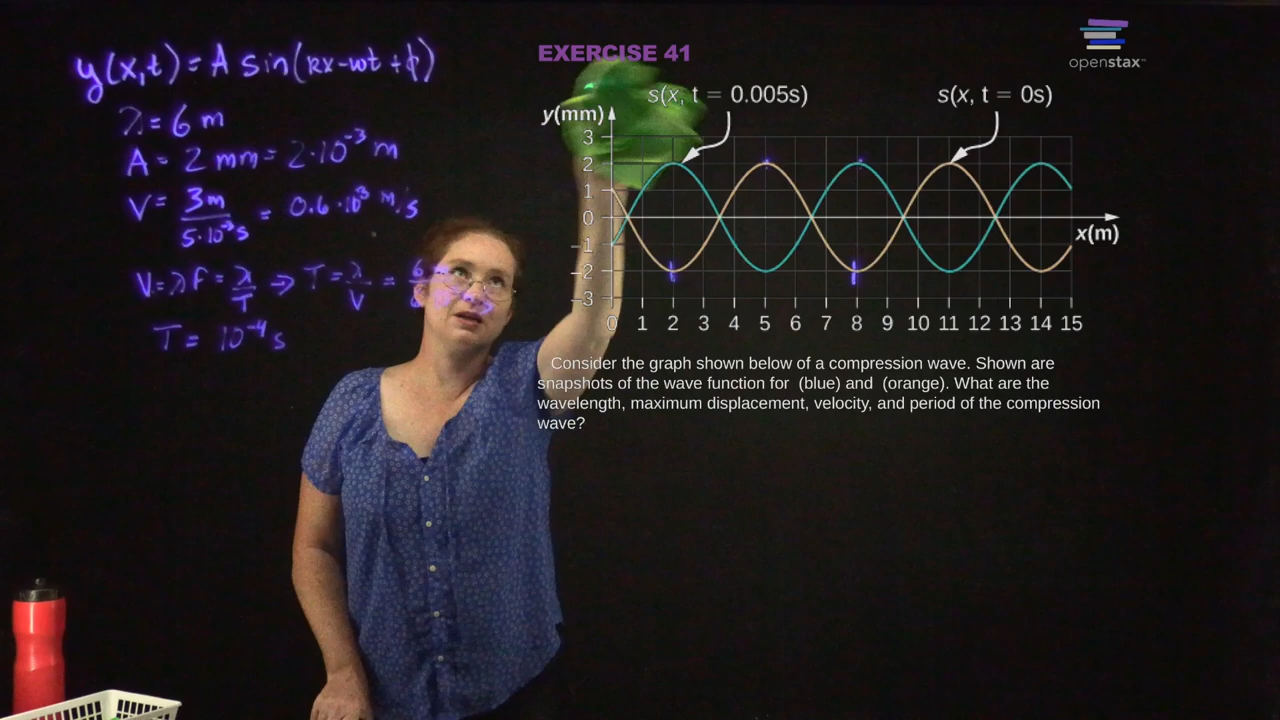 y(x,t) = A sin(kx-ωt+ϕ)
λ = 6 m
A = 2 mm = 2·10⁻³ m
V = 3m / 5·10⁻³s = 0.6·10³ m/s
V = λf = λ/T → T = λ/V = 6
T = 10⁻⁴ s
EXERCISE 41
openstax™
s(x, t = 0.005s)
s(x, t = 0s)
y(mm)
3
2
1
0
−1
−2
−3
x(m)
0 1 2 3 4 5 6 7 8 9 10 11 12 13 14 15
Consider the graph shown below of a compression wave. Shown are
snapshots of the wave function for (blue) and (orange). What are the
wavelength, maximum displacement, velocity, and period of the compression
wave?